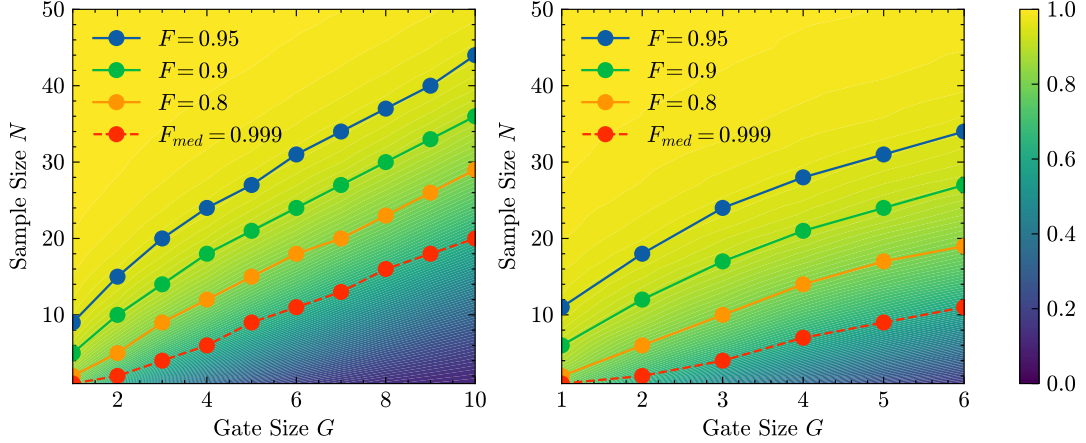 50
40
30
20
10
Sample Size N
F = 0.95
F = 0.9
F = 0.8
F_med = 0.999
2
4
6
8
10
Gate Size G
50
40
30
20
10
Sample Size N
F = 0.95
F = 0.9
F = 0.8
F_med = 0.999
1
2
3
4
5
6
Gate Size G
1.0
0.8
0.6
0.4
0.2
0.0